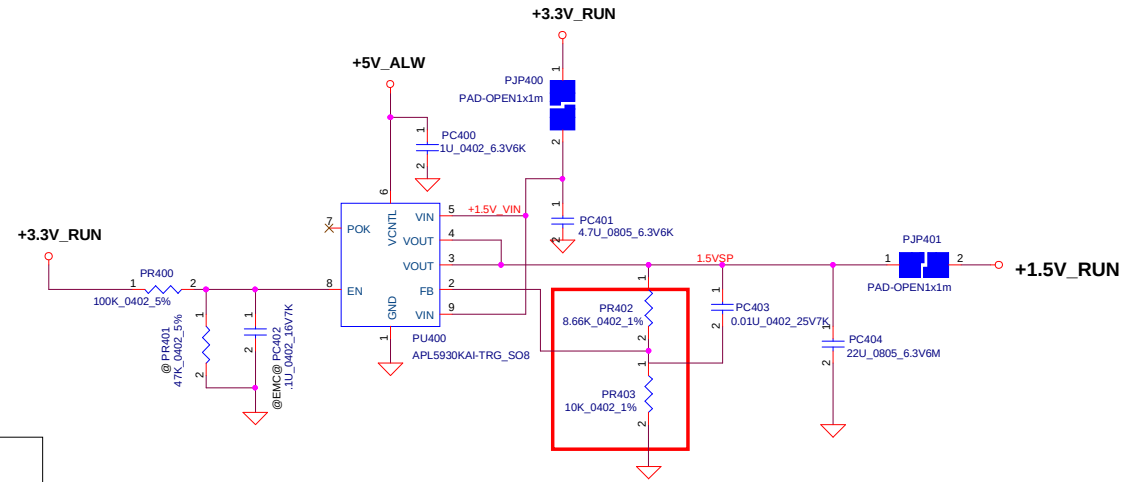 +3.3V_RUN
+5V_ALW
1
PJP400
PAD-OPEN1x1m
2
1
PC400
1U_0402_6.3V6K
2
6
7
POK
VCNTL
VIN
5
+1.5V_VIN
VOUT
4
VOUT
3
EN
8
FB
2
GND
VIN
9
1
PU400
APL5930KAI-TRG_SO8
1
PC401
4.7U_0805_6.3V6K
2
+3.3V_RUN
1
PR400
2
100K_0402_5%
1
@PR401
47K_0402_5%
2
1
@EMC@ PC402
.1U_0402_16V7K
2
1.5VSP
1
PR402
8.66K_0402_1%
2
1
PR403
10K_0402_1%
2
1
PC403
0.01U_0402_25V7K
2
1
PC404
22U_0805_6.3V6M
2
PJP401
1
2
PAD-OPEN1x1m
+1.5V_RUN